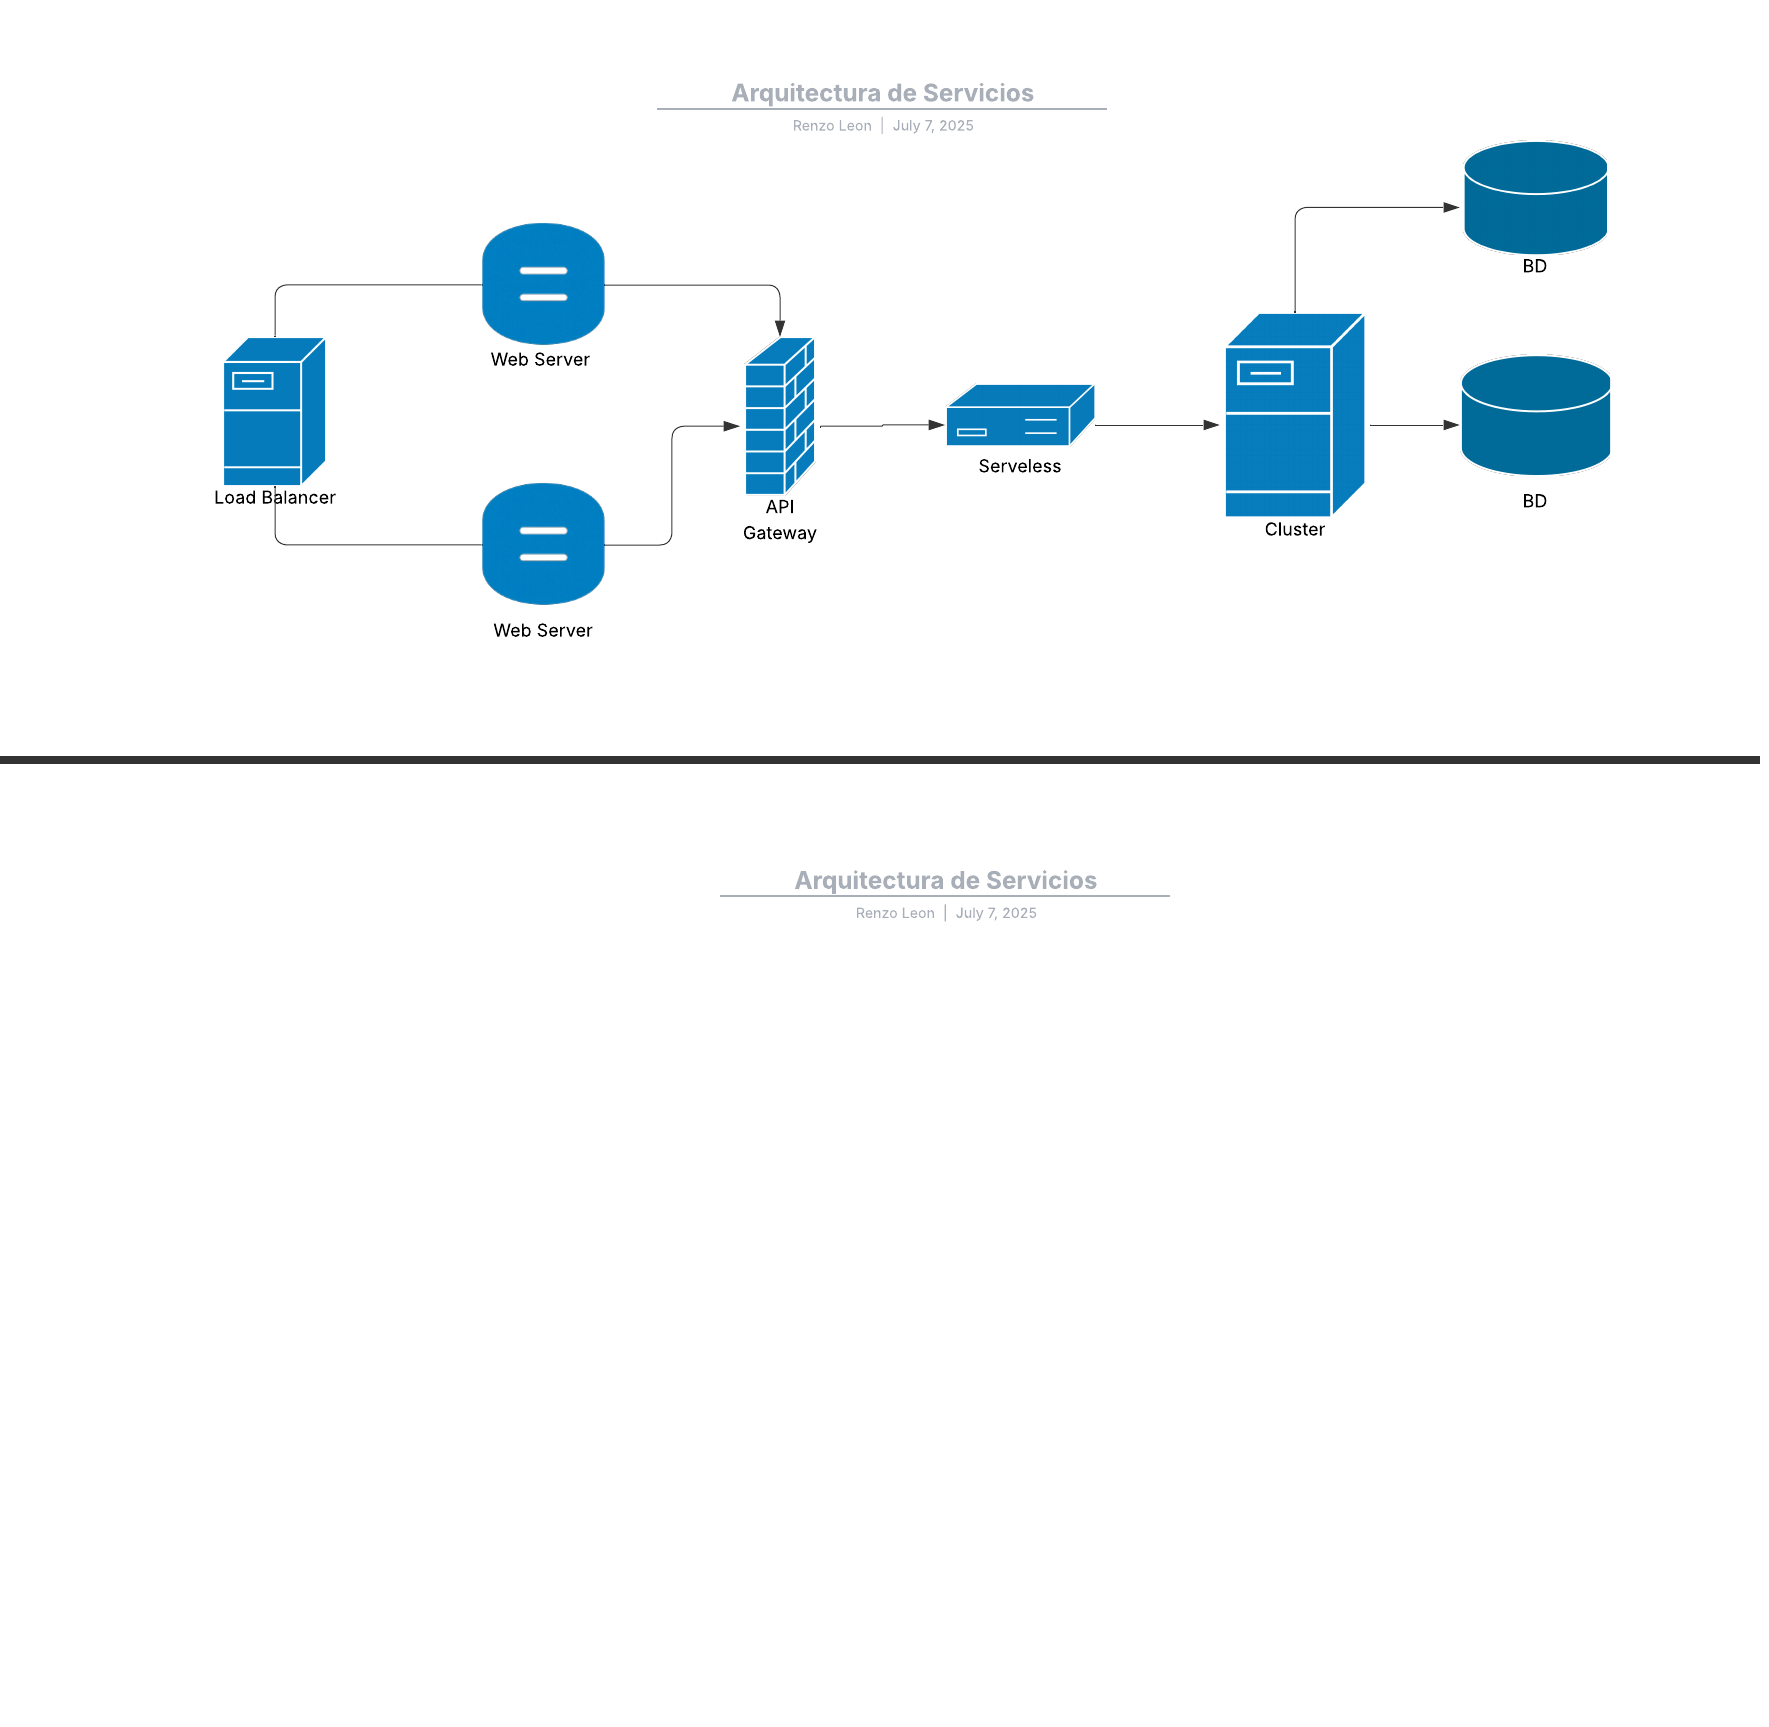 Arquitectura de Servicios
Renzo Leon | July 7, 2025
BD
Web Server
Load Balancer
API
Gateway
Serveless
Cluster
BD
Web Server
Arquitectura de Servicios
Renzo Leon | July 7, 2025